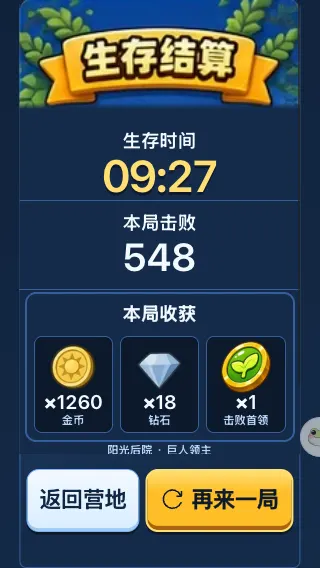 生存结算
生存时间
09:27
本局击败
548
本局收获
×1260
金币
×18
钻石
×1
击败首领
阳光后院 · 巨人领主
返回营地
再来一局